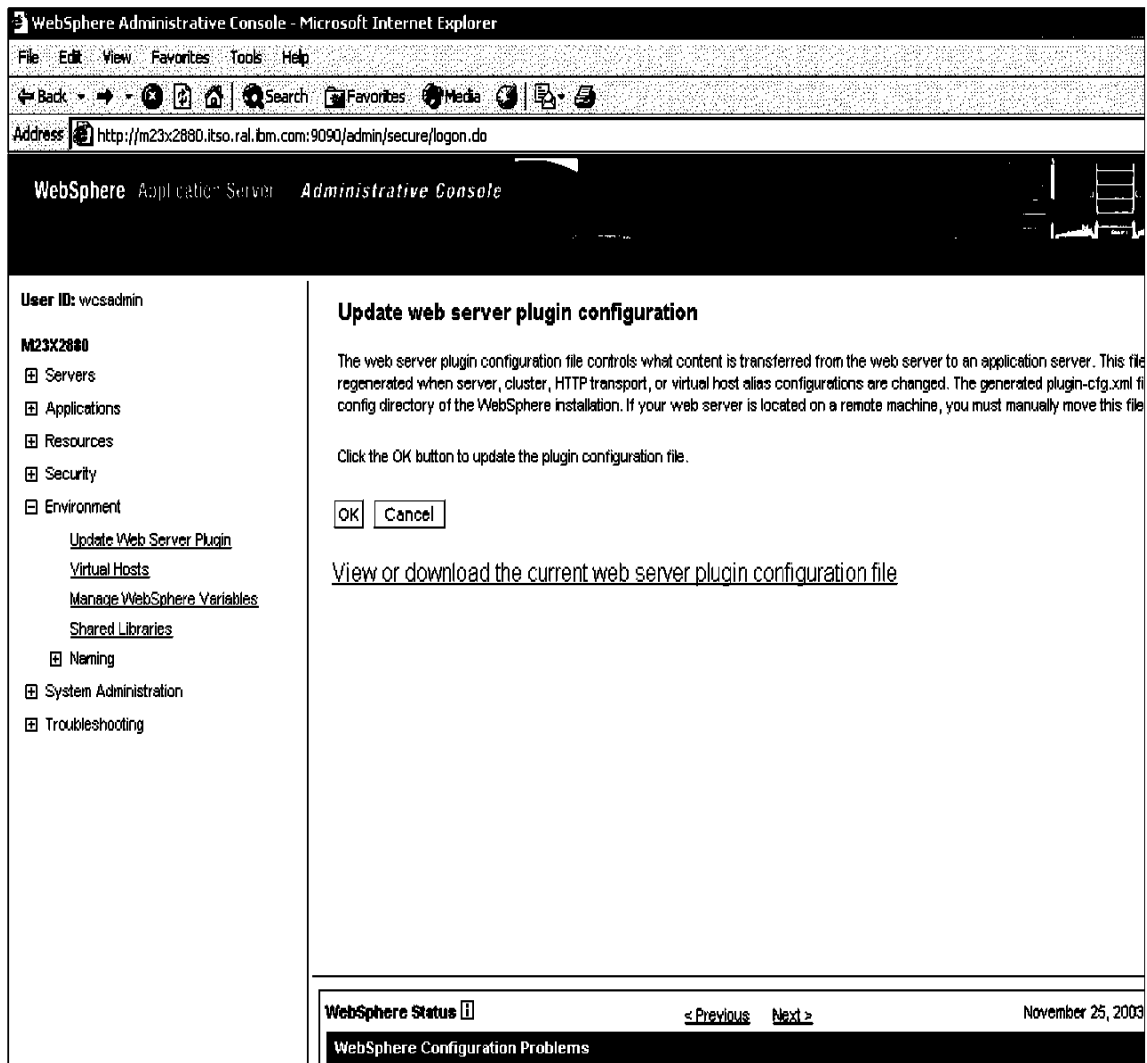 WebSphere Administrative Console - Microsoft Internet Explorer
File Edit View Favorites Tools Help
Back Search Favorites Media
Address http://m23x2880.itso.ral.ibm.com:9090/admin/secure/logon.do
WebSphere Application Server Administrative Console
User ID: wcsadmin
M23X2880
Servers
Applications
Resources
Security
Environment
Update Web Server Plugin
Virtual Hosts
Manage WebSphere Variables
Shared Libraries
Naming
System Administration
Troubleshooting
Update web server plugin configuration
The web server plugin configuration file controls what content is transferred from the web server to an application server. This file
regenerated when server, cluster, HTTP transport, or virtual host alias configurations are changed. The generated plugin-cfg.xml fi
config directory of the WebSphere installation. If your web server is located on a remote machine, you must manually move this file
Click the OK button to update the plugin configuration file.
OK Cancel
View or download the current web server plugin configuration file
WebSphere Status i < Previous Next > November 25, 2003
WebSphere Configuration Problems